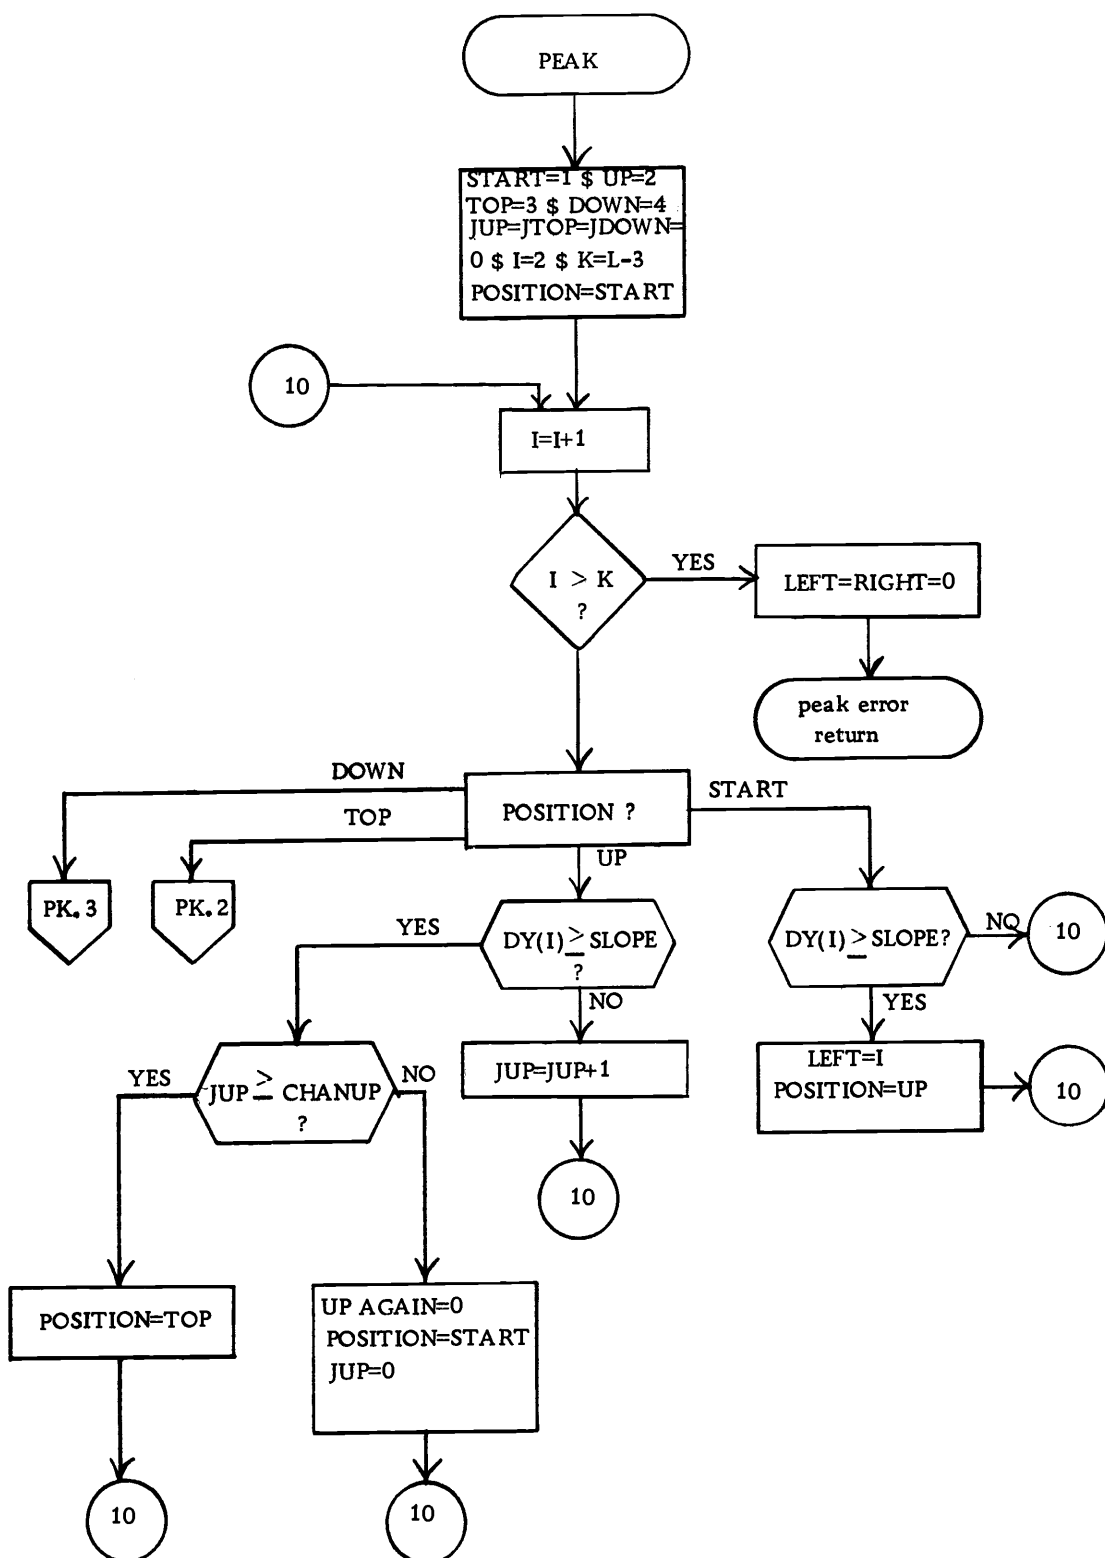 PEAK
START=1 $ UP=2
TOP=3 $ DOWN=4
JUP=JTOP=JDOWN=
0 $ I=2 $ K=L-3
POSITION=START
10
I=I+1
I > K
?
YES
LEFT=RIGHT=0
peak error
return
DOWN
TOP
POSITION ?
START
UP
PK.3
PK.2
YES
DY(I) ≥ SLOPE
?
NO
DY(I) ≥ SLOPE?
NO
10
YES
JUP=JUP+1
10
LEFT=I
POSITION=UP
10
YES
JUP ≥ CHANUP
?
NO
POSITION=TOP
10
UP AGAIN=0
POSITION=START
JUP=0
10